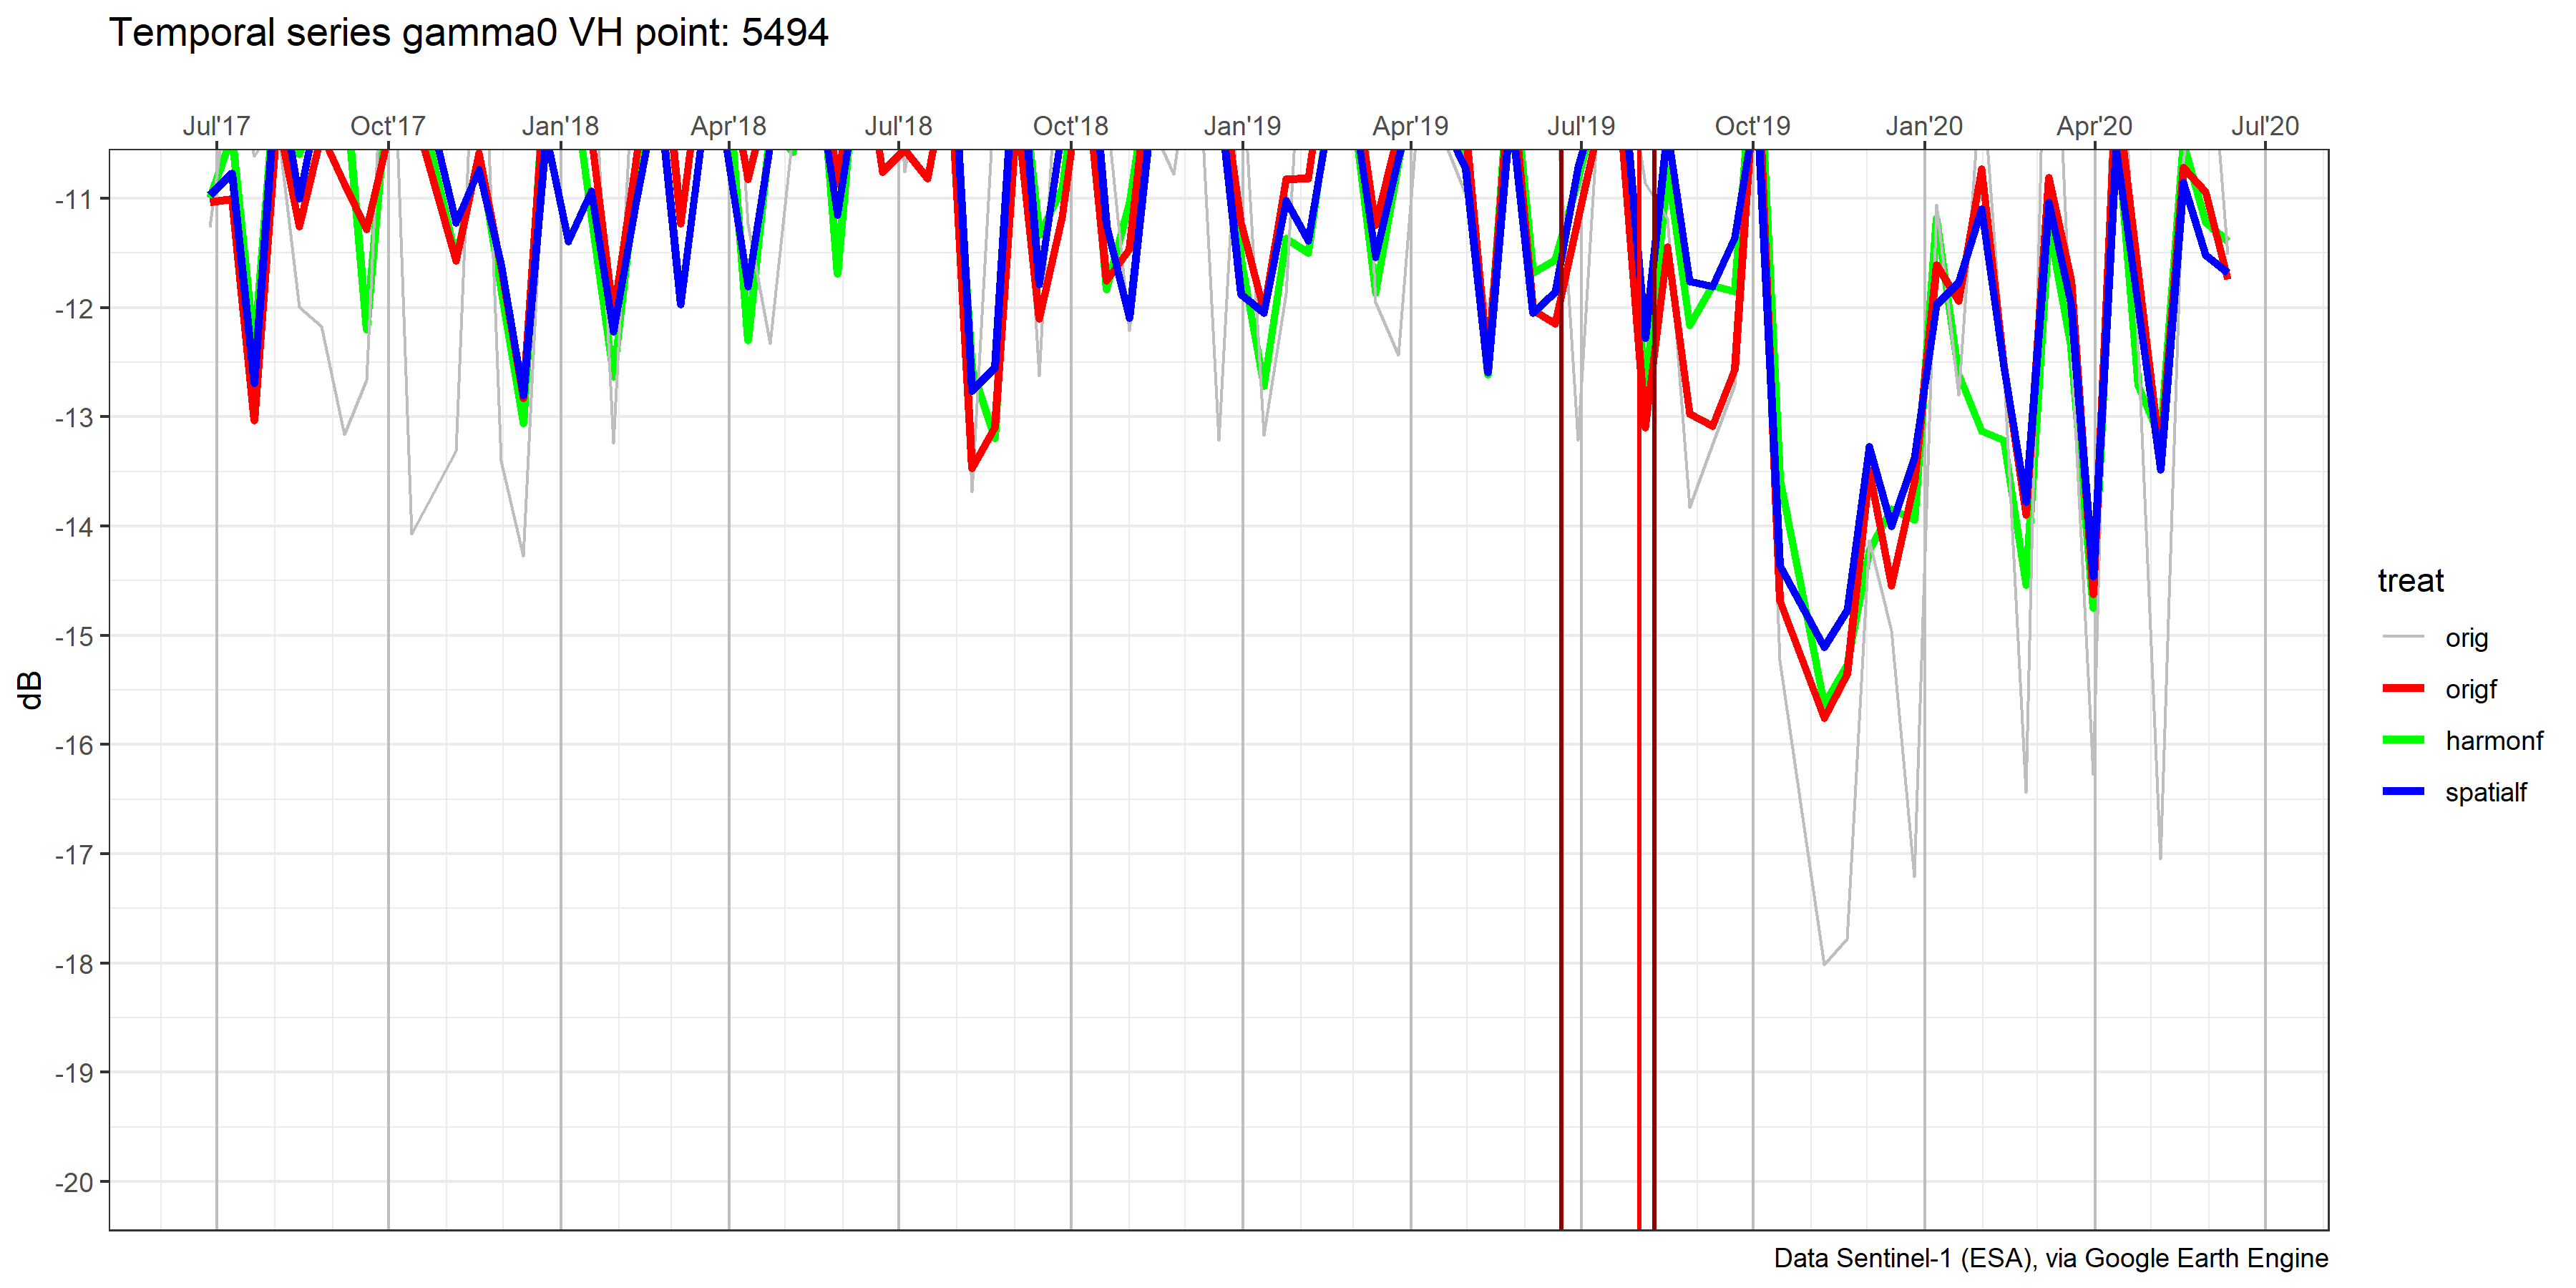 Temporal series gamma0 VH point: 5494
Jul'17 Oct'17 Jan'18 Apr'18 Jul'18 Oct'18 Jan'19 Apr'19 Jul'19 Oct'19 Jan'20 Apr'20 Jul'20
-11
-12
-13
-14
-15
-16
-17
-18
-19
-20
dB
treat
orig
origf
harmonf
spatialf
Data Sentinel-1 (ESA), via Google Earth Engine